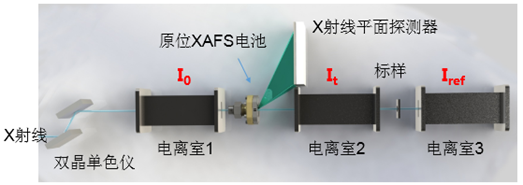 原位XAFS电池
X射线平面探测器
I0
It
标样
Iref
X射线
双晶单色仪
电离室1
电离室2
电离室3